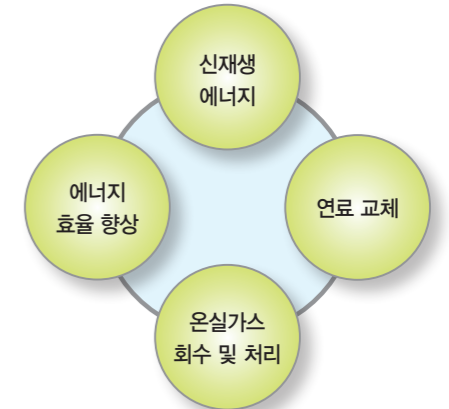 신재생
에너지
에너지
효율 향상
연료 교체
온실가스
회수 및 처리